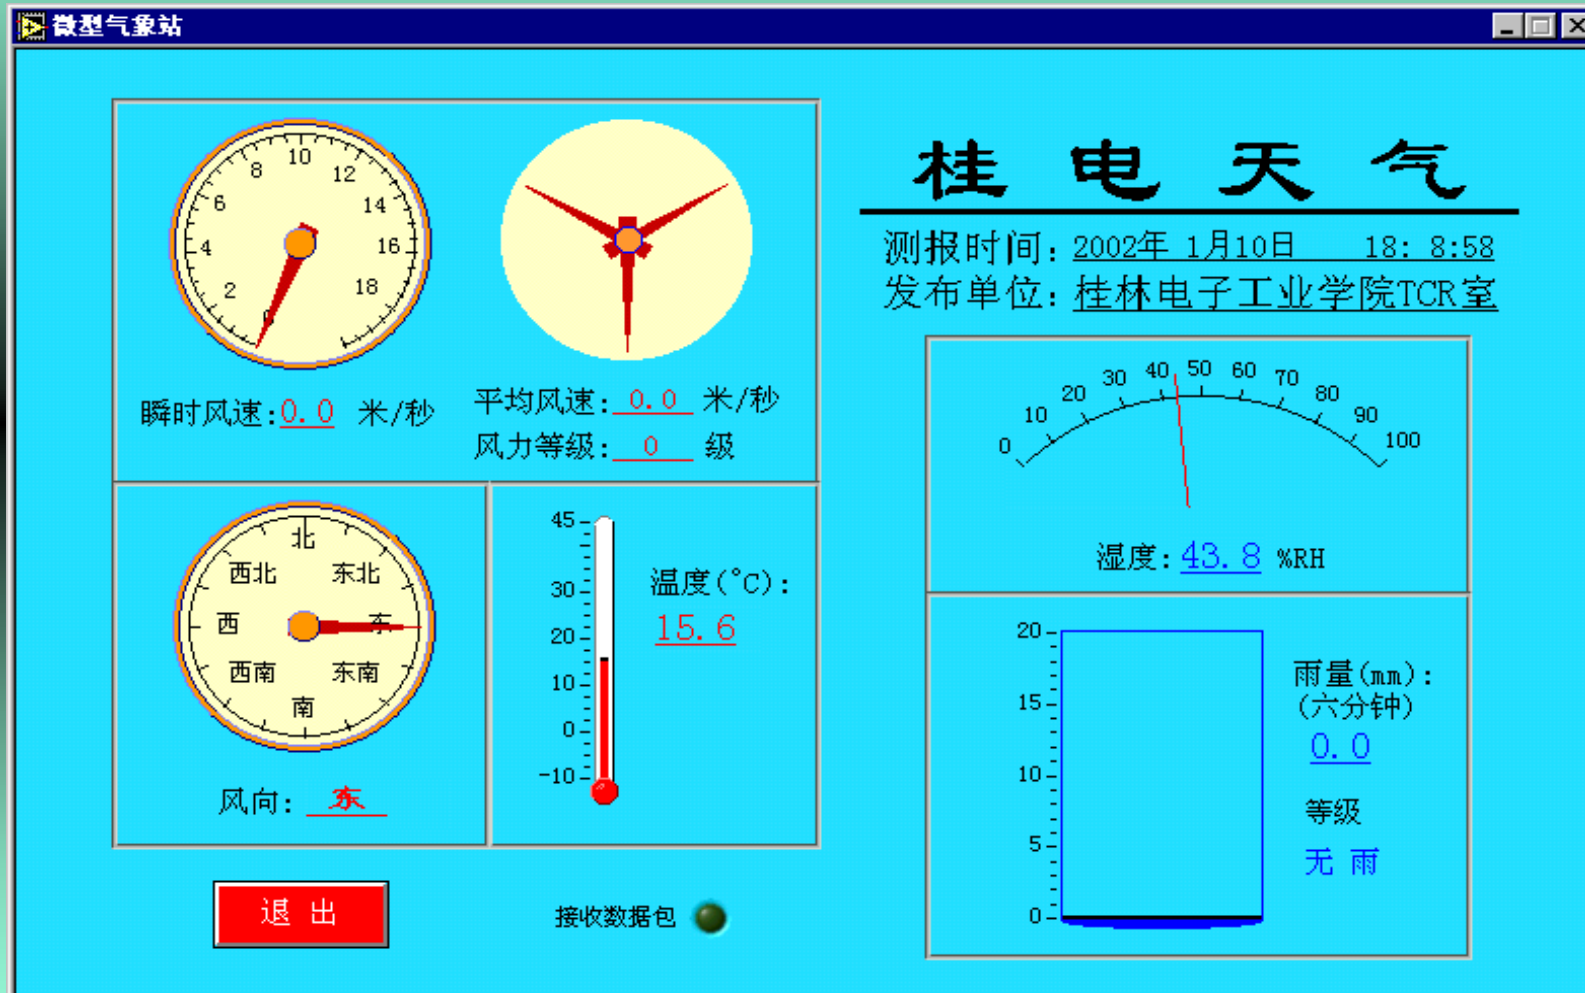 微型气象站
桂电天气
测报时间: 2002年 1月10日 18: 8:58
发布单位: 桂林电子工业学院TCR室
0 2 4 6 8 10 12 14 16 18
瞬时风速: 0.0 米/秒
平均风速: 0.0 米/秒
风力等级: 0 级
北
西北 东北
西 东
西南 东南
南
风向: 东
45
30
20
10
0
-10
温度(°C):
15.6
0 10 20 30 40 50 60 70 80 90 100
湿度: 43.8 %RH
20
15
10
5
0
雨量(mm):
(六分钟)
0.0
等级
无 雨
退 出
接收数据包